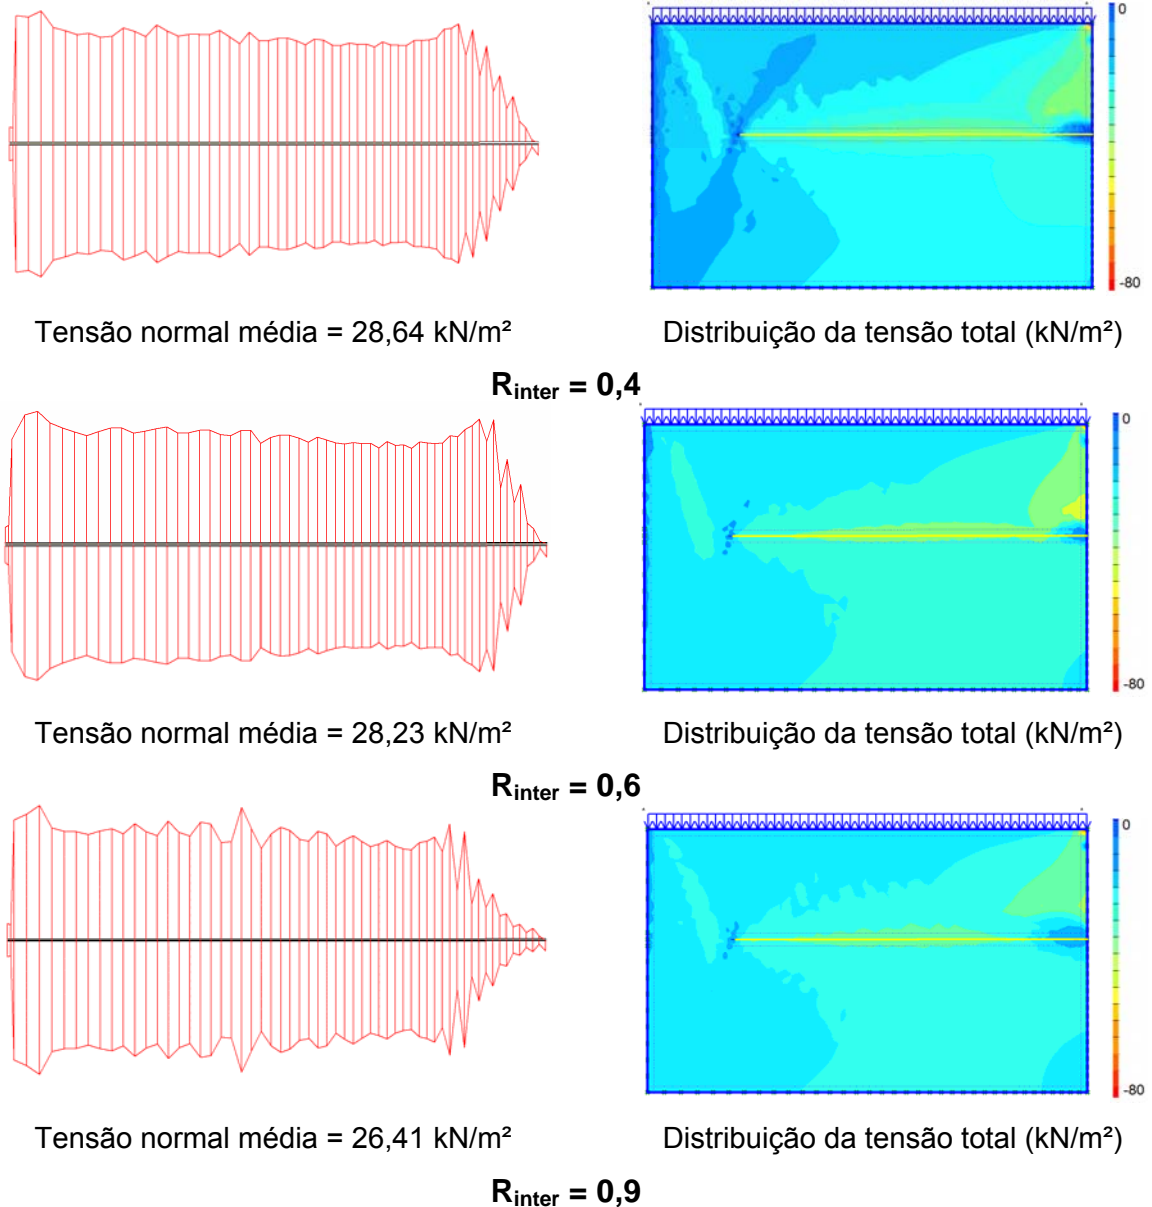 0
-80
Tensão normal média = 28,64 kN/m²
Distribuição da tensão total (kN/m²)
Rinter = 0,4
0
-80
Tensão normal média = 28,23 kN/m²
Distribuição da tensão total (kN/m²)
Rinter = 0,6
0
-80
Tensão normal média = 26,41 kN/m²
Distribuição da tensão total (kN/m²)
Rinter = 0,9